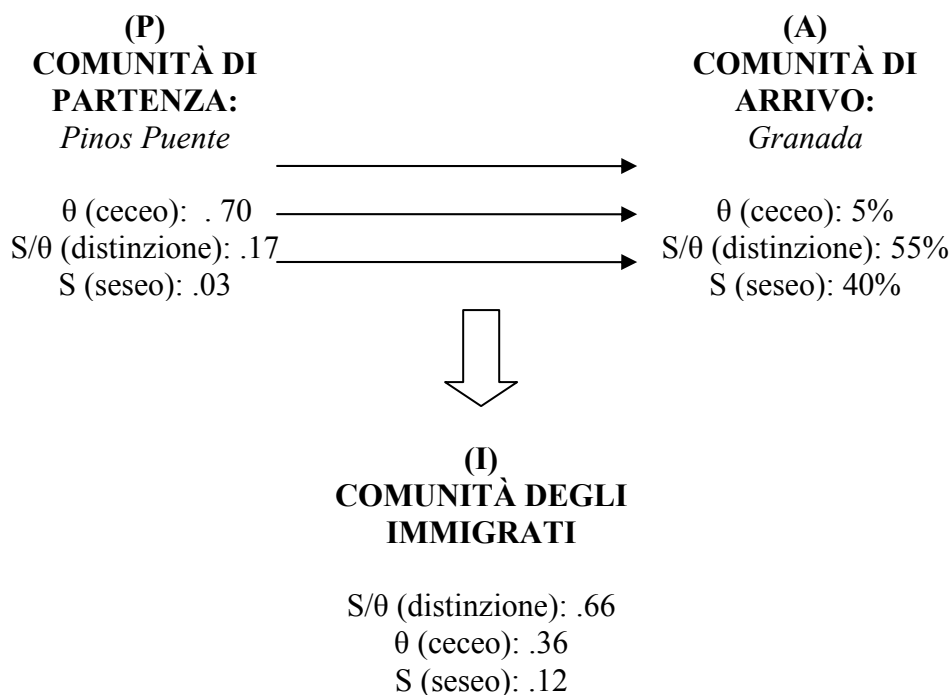 (P)
COMUNITÀ DI
PARTENZA:
Pinos Puente
θ (ceceo): . 70
S/θ (distinzione): .17
S (seseo): .03
(A)
COMUNITÀ DI
ARRIVO:
Granada
θ (ceceo): 5%
S/θ (distinzione): 55%
S (seseo): 40%
(I)
COMUNITÀ DEGLI
IMMIGRATI
S/θ (distinzione): .66
θ (ceceo): .36
S (seseo): .12